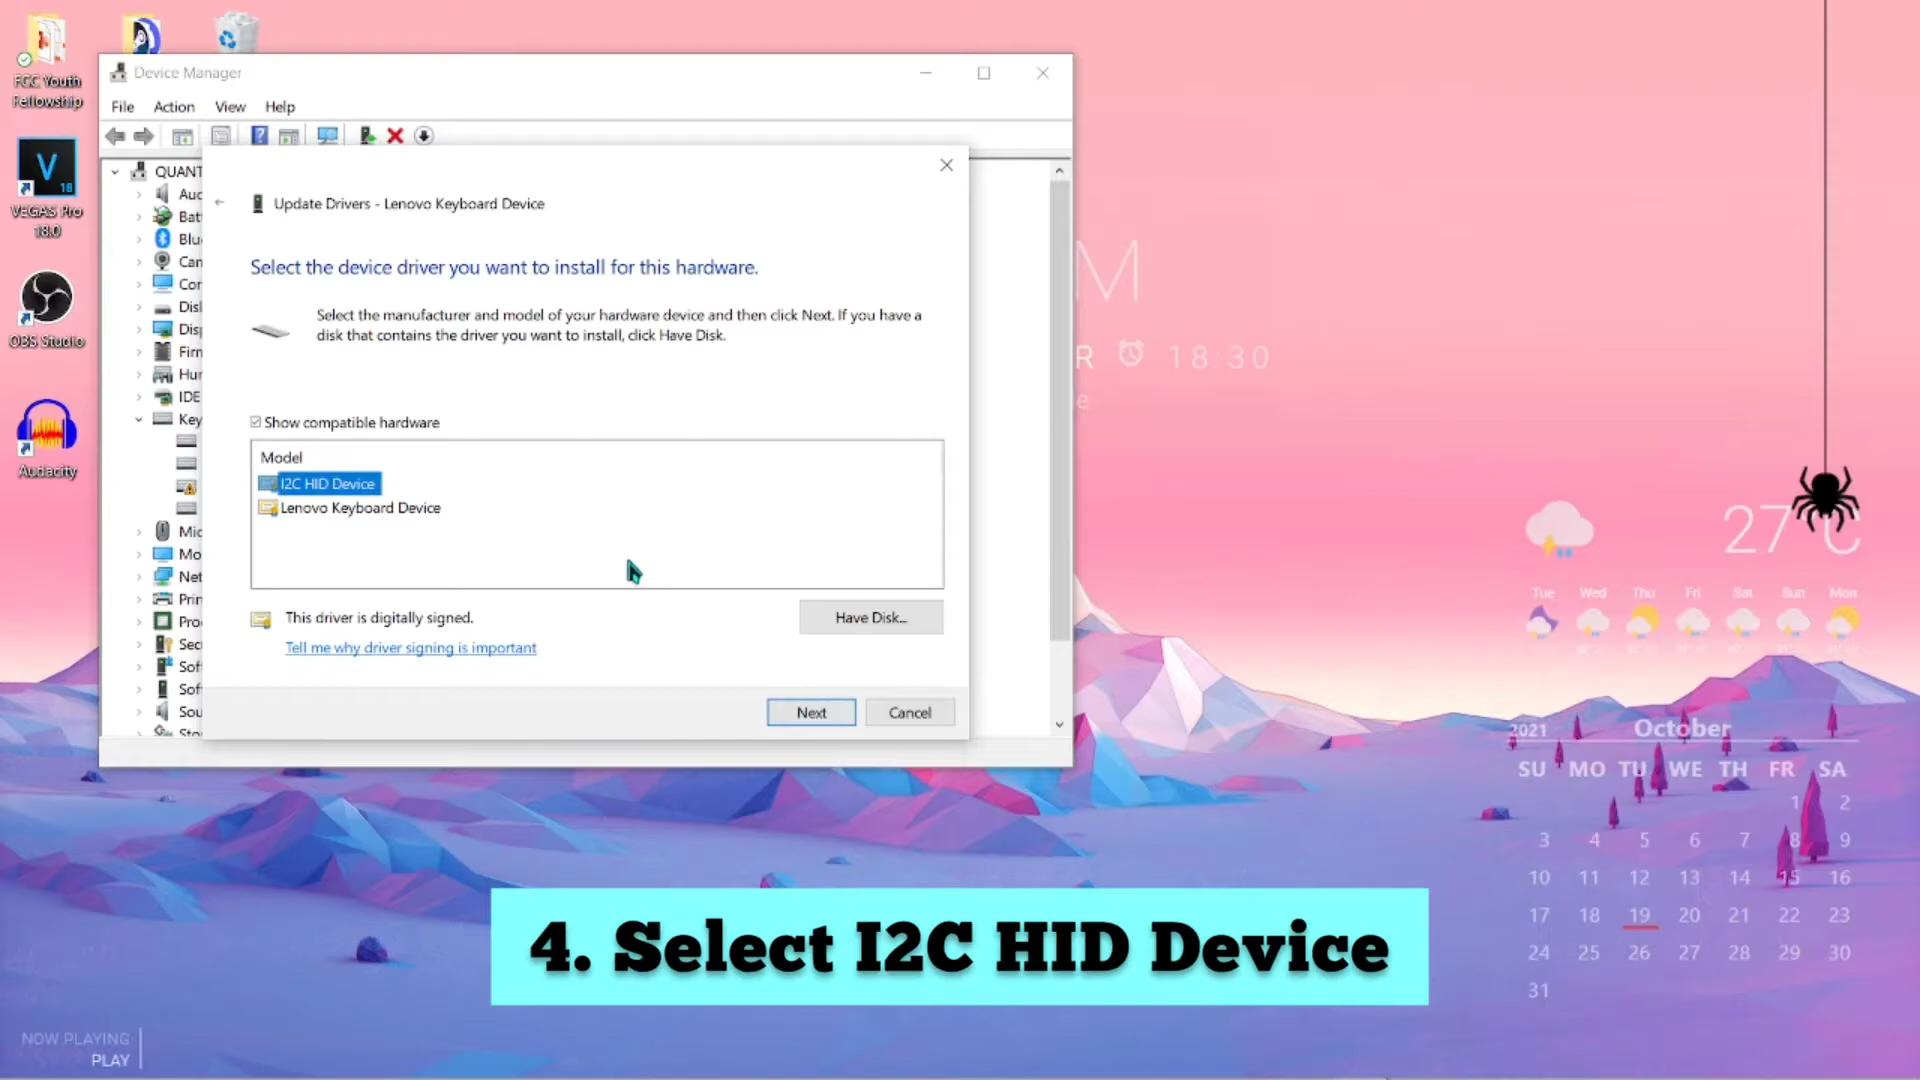 FCC Youth
Fellowship
VEGAS Pro
18.0
OBS Studio
Audacity
Device Manager
File Action View Help
QUANT
Aud
Bat
Blu
Can
Cor
Disl
Disp
Firn
Hur
IDE
Key
Mic
Mo
Net
Prin
Pro
Sec
Sof
Sof
Sou
Sto
Update Drivers - Lenovo Keyboard Device
Select the device driver you want to install for this hardware.
Select the manufacturer and model of your hardware device and then click Next. If you have a
disk that contains the driver you want to install, click Have Disk.
Show compatible hardware
Model
I2C HID Device
Lenovo Keyboard Device
This driver is digitally signed.
Have Disk...
Tell me why driver signing is important
Next Cancel
M
R 18:30
e
27°C
Tue Wed Thu Fri Sat Sun Mon
2021 October
SU MO TU WE TH FR SA
1 2
3 4 5 6 7 8 9
10 11 12 13 14 15 16
17 18 19 20 21 22 23
24 25 26 27 28 29 30
31
4. Select I2C HID Device
NOW PLAYING
PLAY